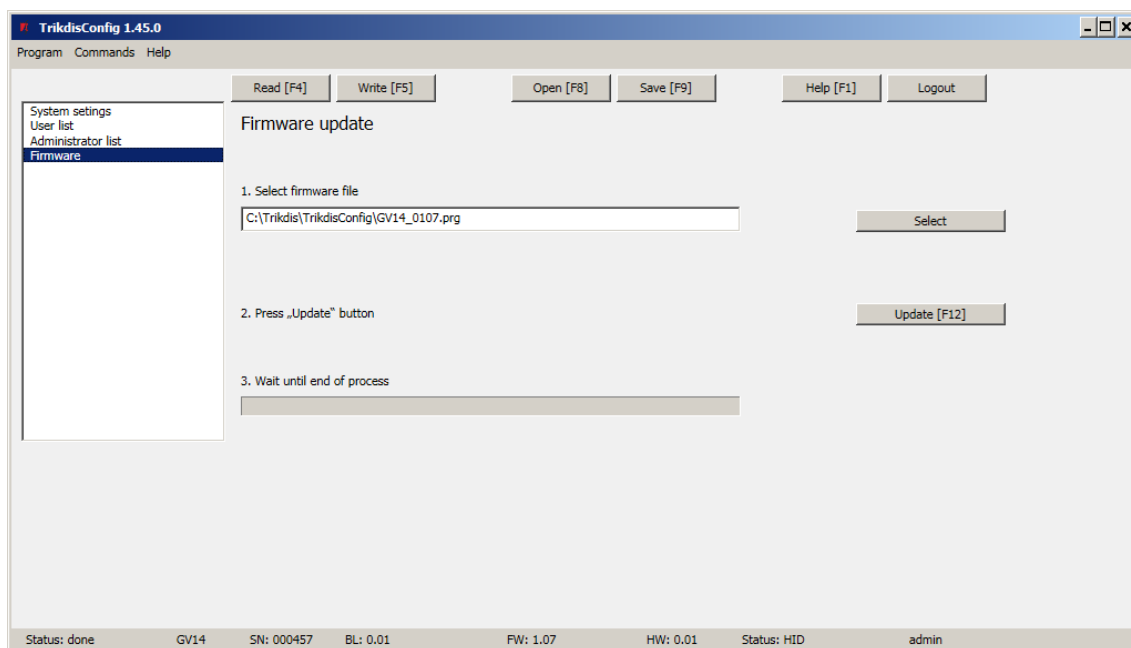 TrikdisConfig 1.45.0
Program Commands Help
Read [F4] Write [F5] Open [F8] Save [F9] Help [F1] Logout
System setings
User list
Administrator list
Firmware
Firmware update
1. Select firmware file
C:\Trikdis\TrikdisConfig\GV14_0107.prg
Select
2. Press „Update“ button
Update [F12]
3. Wait until end of process
Status: done GV14 SN: 000457 BL: 0.01 FW: 1.07 HW: 0.01 Status: HID admin